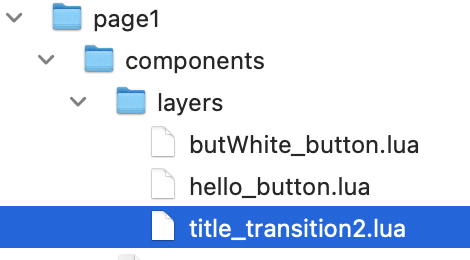 page1
components
layers
butWhite_button.lua
hello_button.lua
title_transition2.lua